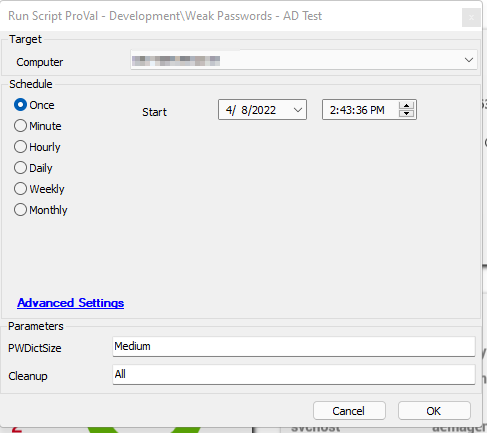 Run Script ProVal - Development\Weak Passwords - AD Test
Target
Computer
Schedule
Once
Minute
Hourly
Daily
Weekly
Monthly
Start
4/ 8/2022
2:43:36 PM
Advanced Settings
Parameters
PWDictSize
Medium
Cleanup
All
Cancel
OK
svchost